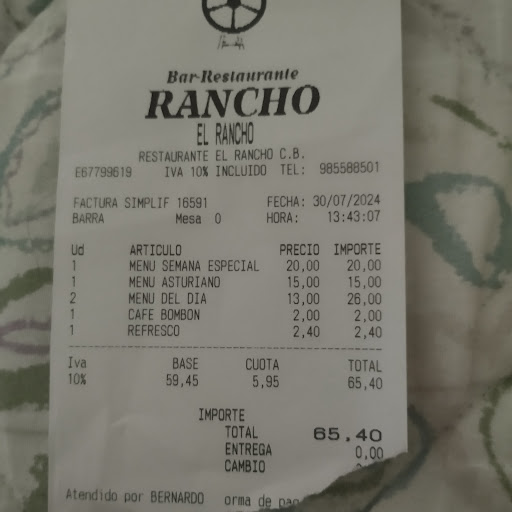 Bar-Restaurante
RANCHO
EL RANCHO
RESTAURANTE EL RANCHO C.B.
E67799619 IVA 10% INCLUIDO TEL: 985588501
FACTURA SIMPLIF 16591 FECHA: 30/07/2024
BARRA Mesa 0 HORA: 13:43:07
Ud ARTICULO PRECIO IMPORTE
1 MENU SEMANA ESPECIAL 20,00 20,00
1 MENU ASTURIANO 15,00 15,00
2 MENU DEL DIA 13,00 26,00
1 CAFE BOMBON 2,00 2,00
1 REFRESCO 2,40 2,40
Iva BASE CUOTA TOTAL
10% 59,45 5,95 65,40
IMPORTE
TOTAL 65,40
ENTREGA 0,00
CAMBIO
Atendido por BERNARDO orma de pag